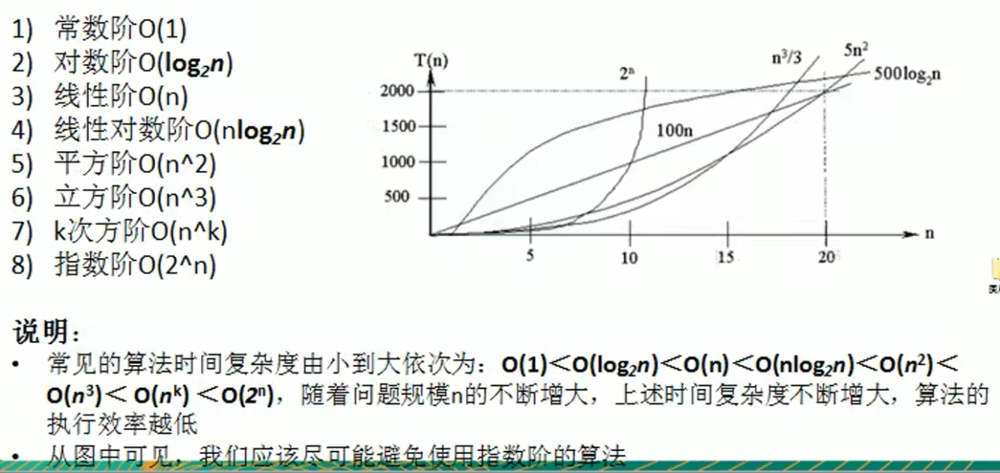 1) 常数阶O(1)
2) 对数阶O(log₂n)
3) 线性阶O(n)
4) 线性对数阶O(nlog₂n)
5) 平方阶O(n^2)
6) 立方阶O(n^3)
7) k次方阶O(n^k)
8) 指数阶O(2^n)
T(n)
2000
1500
1000
500
2ⁿ
n³/3
5n²
500log₂n
100n
n
5
10
15
20
说明:
• 常见的算法时间复杂度由小到大依次为:O(1)<O(log₂n)<O(n)<O(nlog₂n)<O(n²)<
O(n³)< O(nᵏ) <O(2ⁿ),随着问题规模n的不断增大,上述时间复杂度不断增大,算法的
执行效率越低
• 从图中可见,我们应该尽可能避免使用指数阶的算法